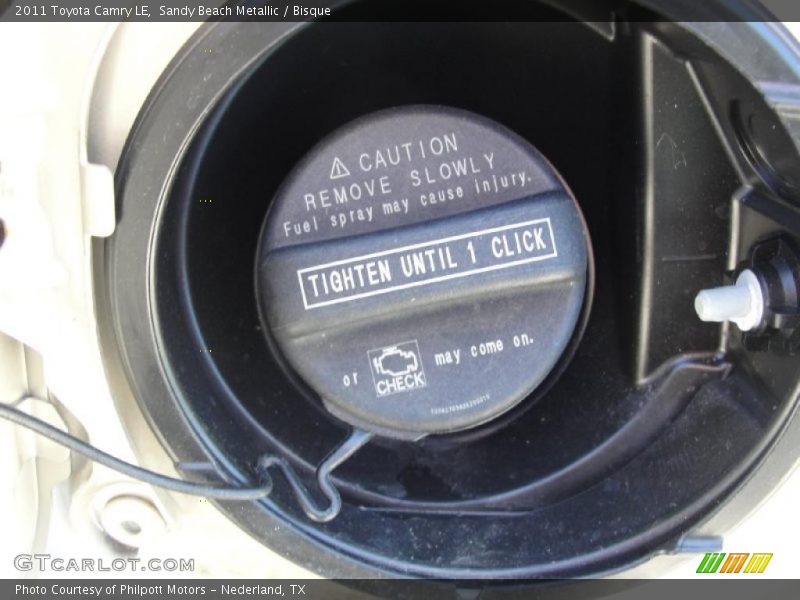 2011 Toyota Camry LE, Sandy Beach Metallic / Bisque
CAUTION
REMOVE SLOWLY
Fuel spray may cause injury.
TIGHTEN UNTIL 1 CLICK
or CHECK may come on.
GTCarLot.com
Photo Courtesy of Philpott Motors – Nederland, TX